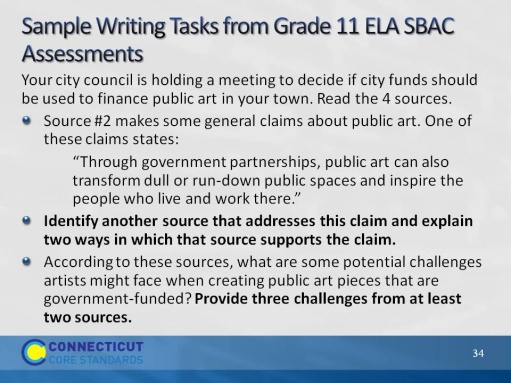 Sample Writing Tasks from Grade 11 ELA SBAC
Assessments
Your city council is holding a meeting to decide if city funds should
be used to finance public art in your town. Read the 4 sources.
Source #2 makes some general claims about public art. One of
these claims states:
“Through government partnerships, public art can also
transform dull or run-down public spaces and inspire the
people who live and work there.”
Identify another source that addresses this claim and explain
two ways in which that source supports the claim.
According to these sources, what are some potential challenges
artists might face when creating public art pieces that are
government-funded? Provide three challenges from at least
two sources.
CONNECTICUT
CORE STANDARDS
34